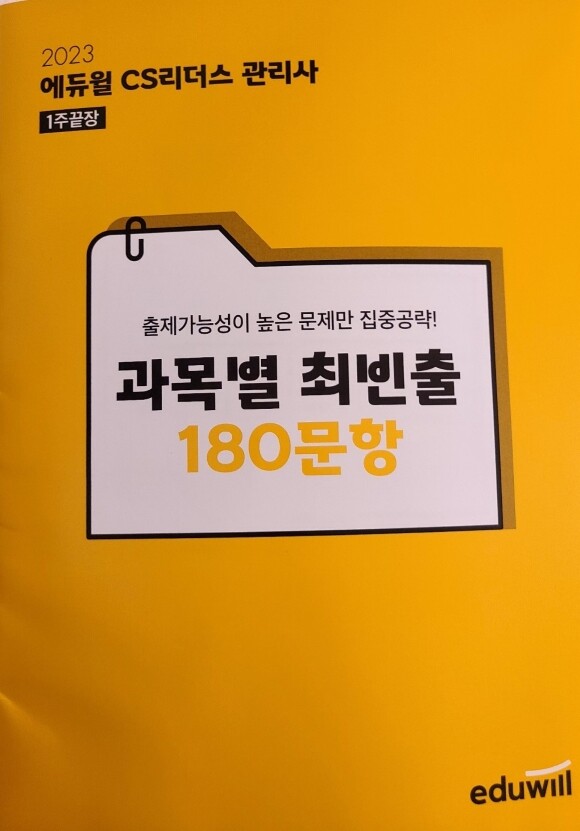 2023
에듀윌 CS리더스 관리사
1주끝장
출제가능성이 높은 문제만 집중공략!
과목별 최빈출
180문항
eduwill